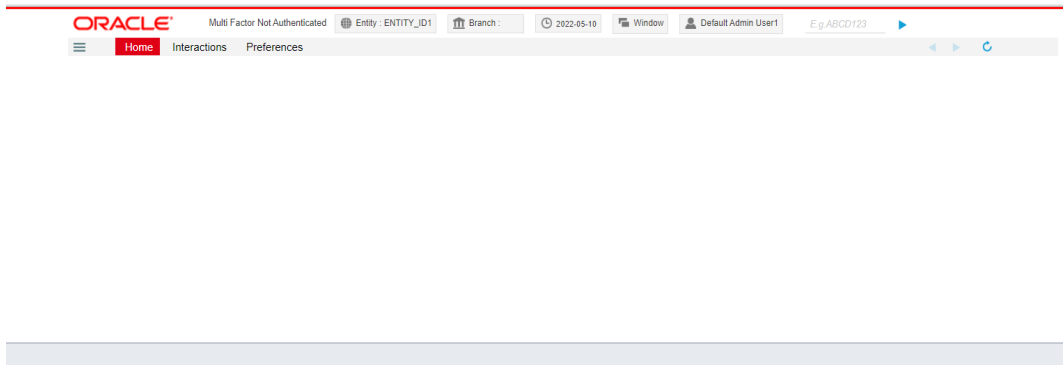 ORACLE® Multi Factor Not Authenticated Entity : ENTITY_ID1 Branch : 2022-05-10 Window Default Admin User1 E.g.ABCD123
Home Interactions Preferences